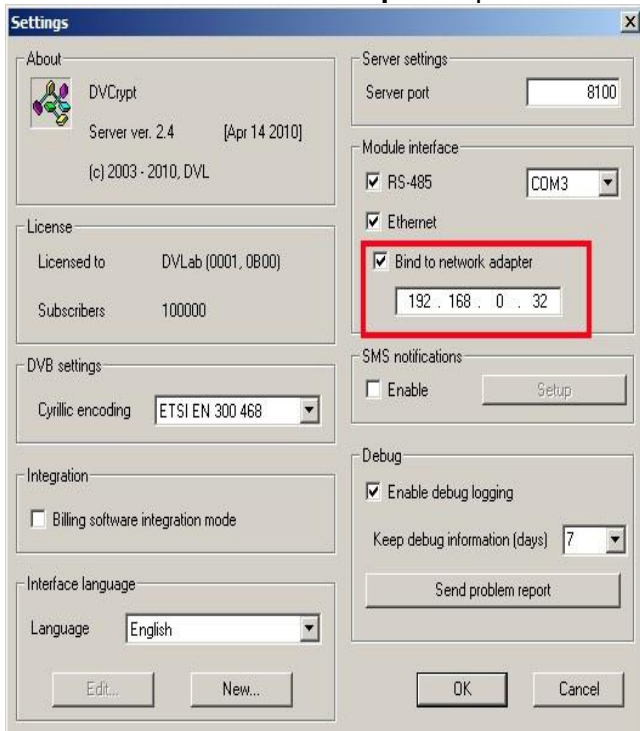 Settings
About
DVCrypt
Server ver. 2.4 [Apr 14 2010]
(c) 2003 - 2010, DVL
License
Licensed to DVLab (0001, 0B00)
Subscribers 100000
DVB settings
Cyrillic encoding ETSI EN 300 468
Integration
Billing software integration mode
Interface language
Language English
Edit... New...
Server settings
Server port 8100
Module interface
RS-485 COM3
Ethernet
Bind to network adapter
192 . 168 . 0 . 32
SMS notifications
Enable Setup
Debug
Enable debug logging
Keep debug information (days) 7
Send problem report
OK Cancel